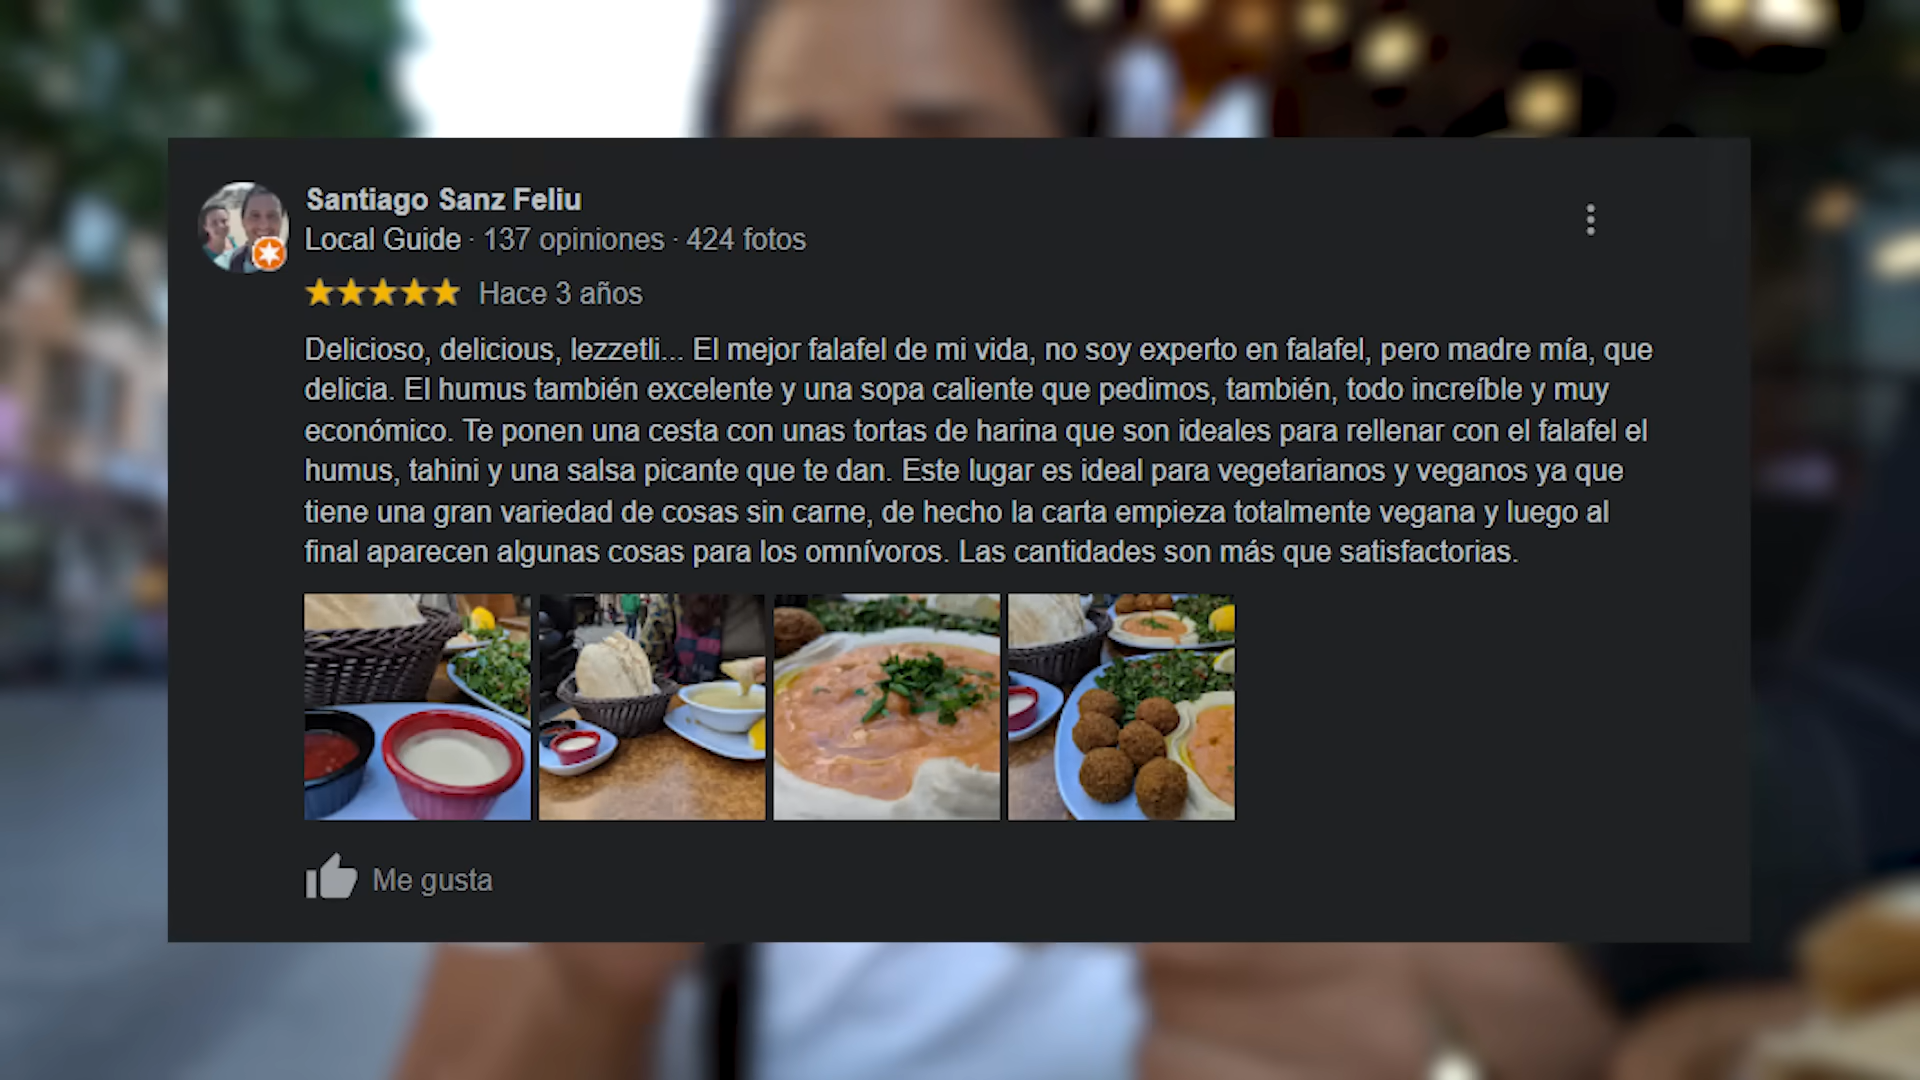 Santiago Sanz Feliu
Local Guide · 137 opiniones · 424 fotos
Hace 3 años
Delicioso, delicious, lezzetli... El mejor falafel de mi vida, no soy experto en falafel, pero madre mía, que
delicia. El humus también excelente y una sopa caliente que pedimos, también, todo increíble y muy
económico. Te ponen una cesta con unas tortas de harina que son ideales para rellenar con el falafel el
humus, tahini y una salsa picante que te dan. Este lugar es ideal para vegetarianos y veganos ya que
tiene una gran variedad de cosas sin carne, de hecho la carta empieza totalmente vegana y luego al
final aparecen algunas cosas para los omnívoros. Las cantidades son más que satisfactorias.
Me gusta